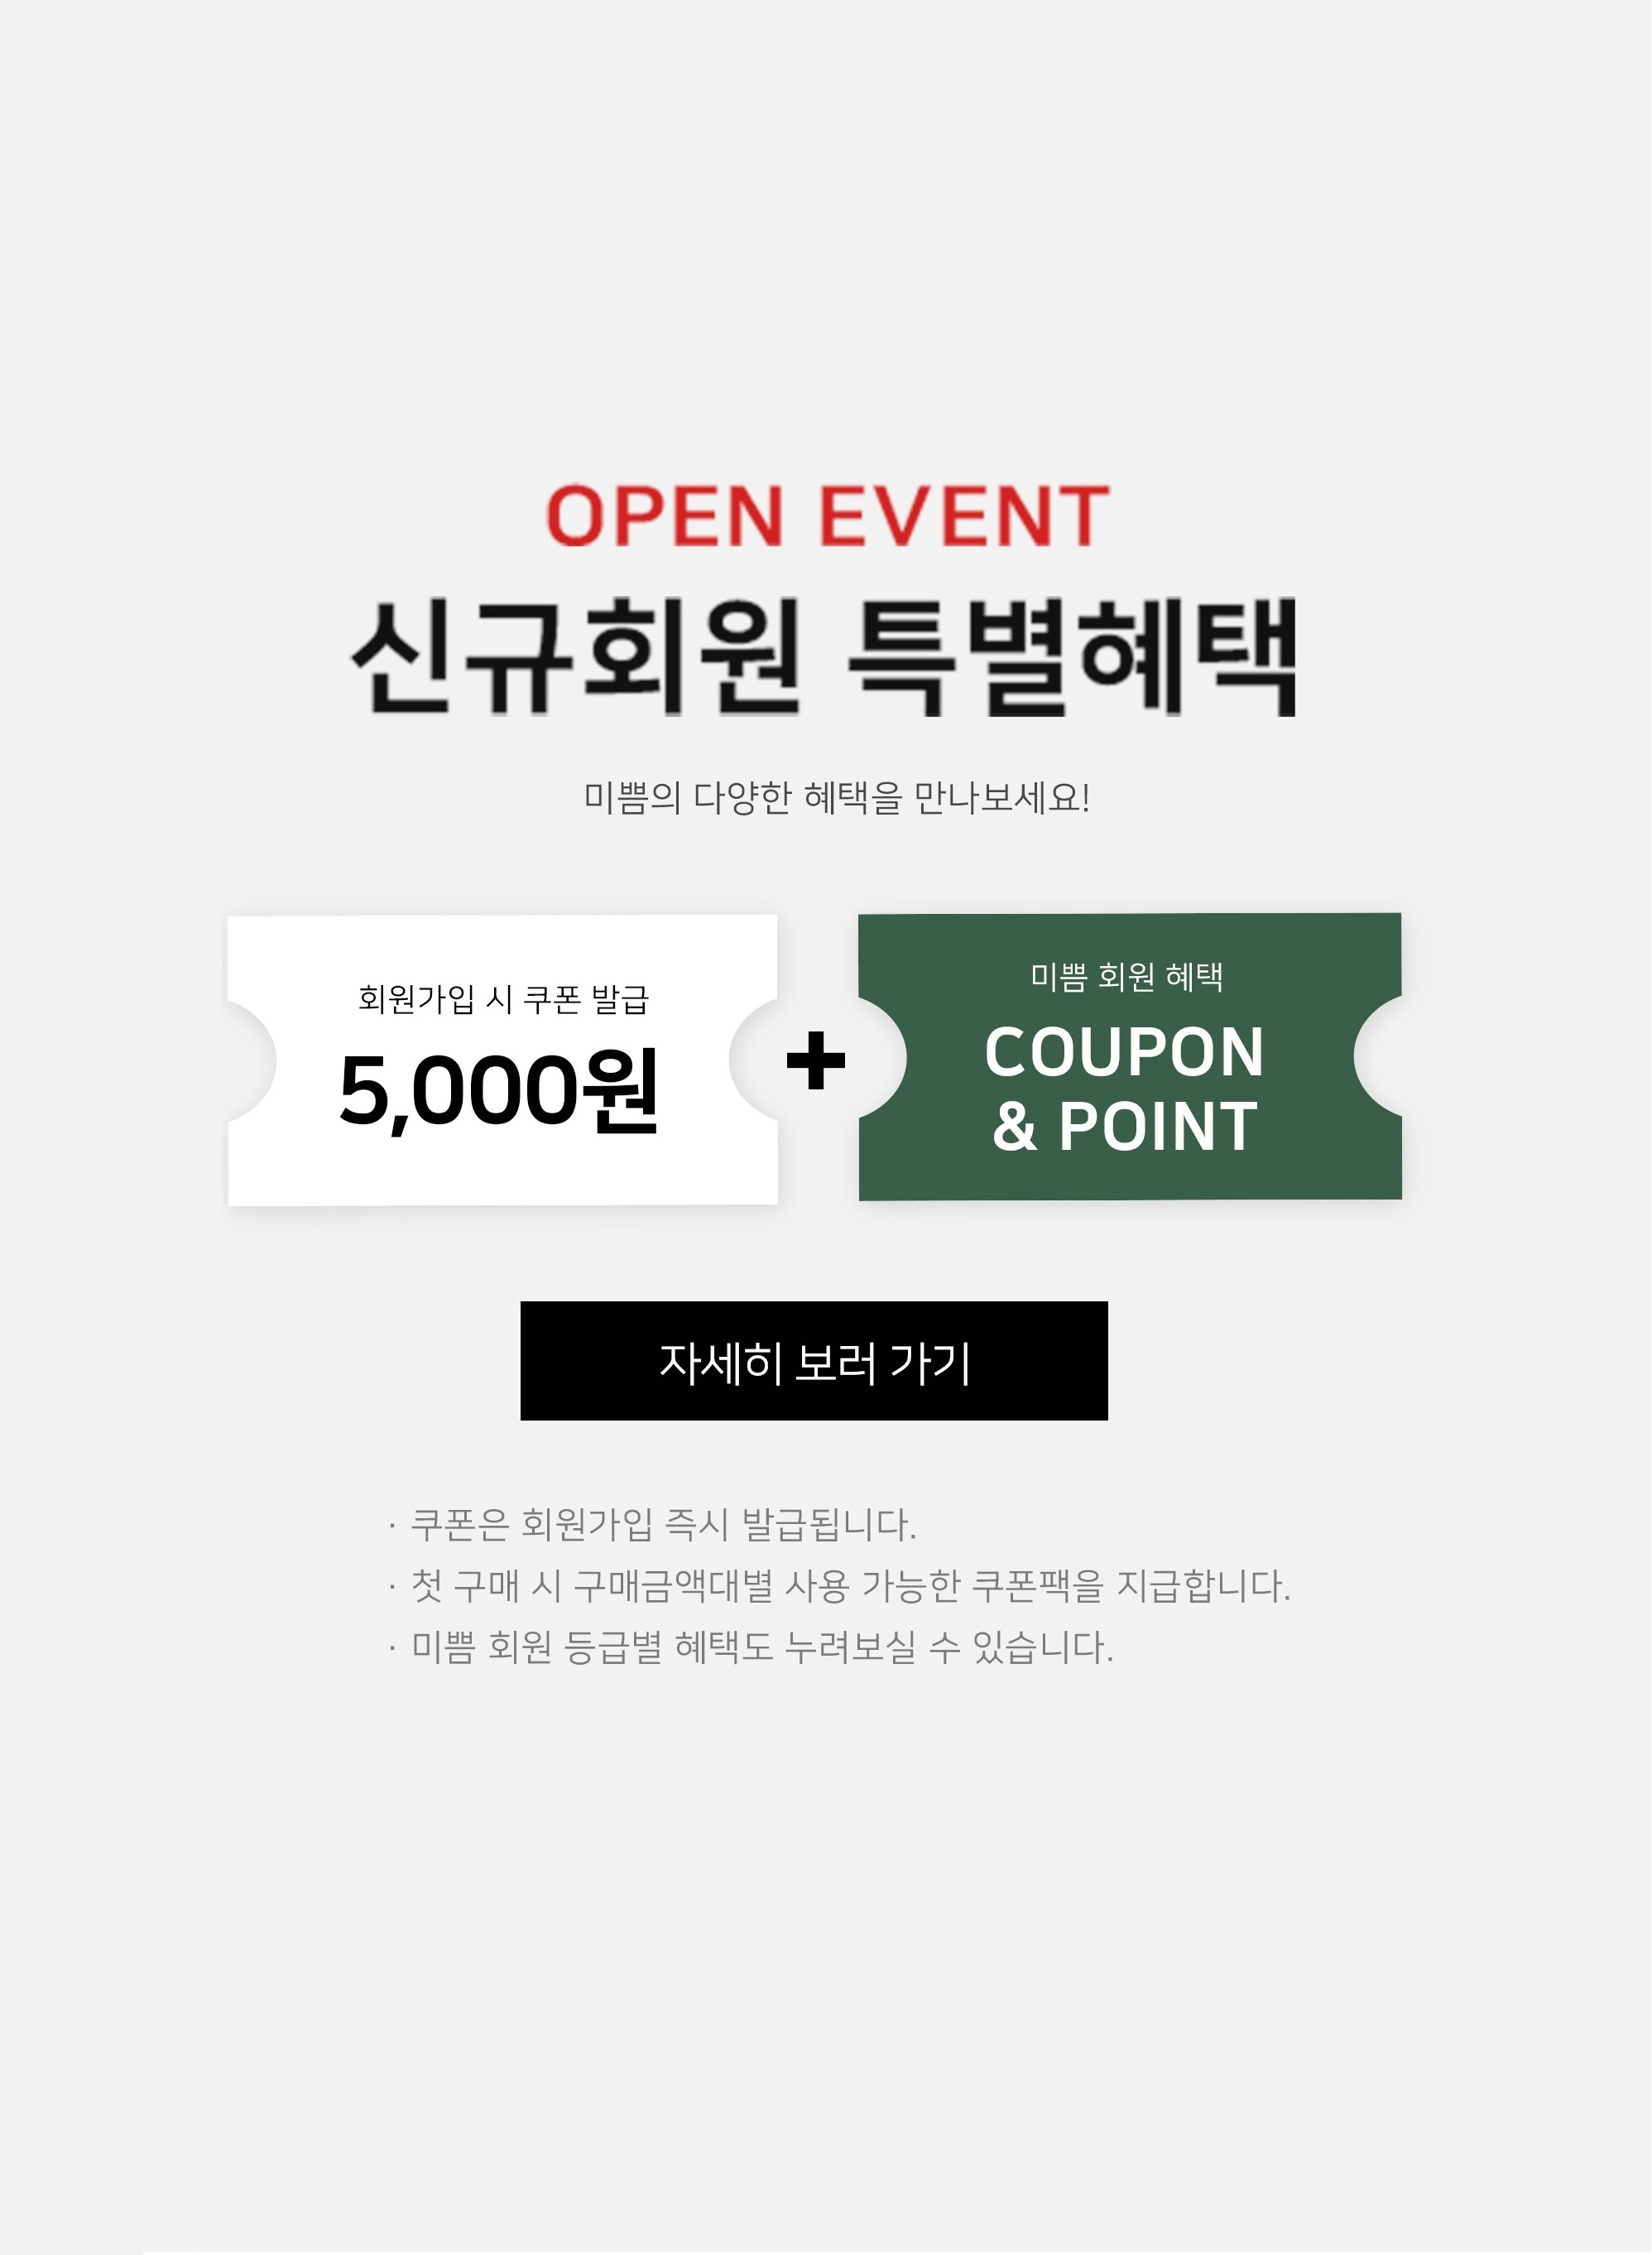 OPEN EVENT
신규회원 특별혜택
미쁨의 다양한 혜택을 만나보세요!
회원가입 시 쿠폰 발급
5,000원
+
미쁨 회원 혜택
COUPON
& POINT
자세히 보러 가기
· 쿠폰은 회원가입 즉시 발급됩니다.
· 첫 구매 시 구매금액대별 사용 가능한 쿠폰팩을 지급합니다.
· 미쁨 회원 등급별 혜택도 누려보실 수 있습니다.